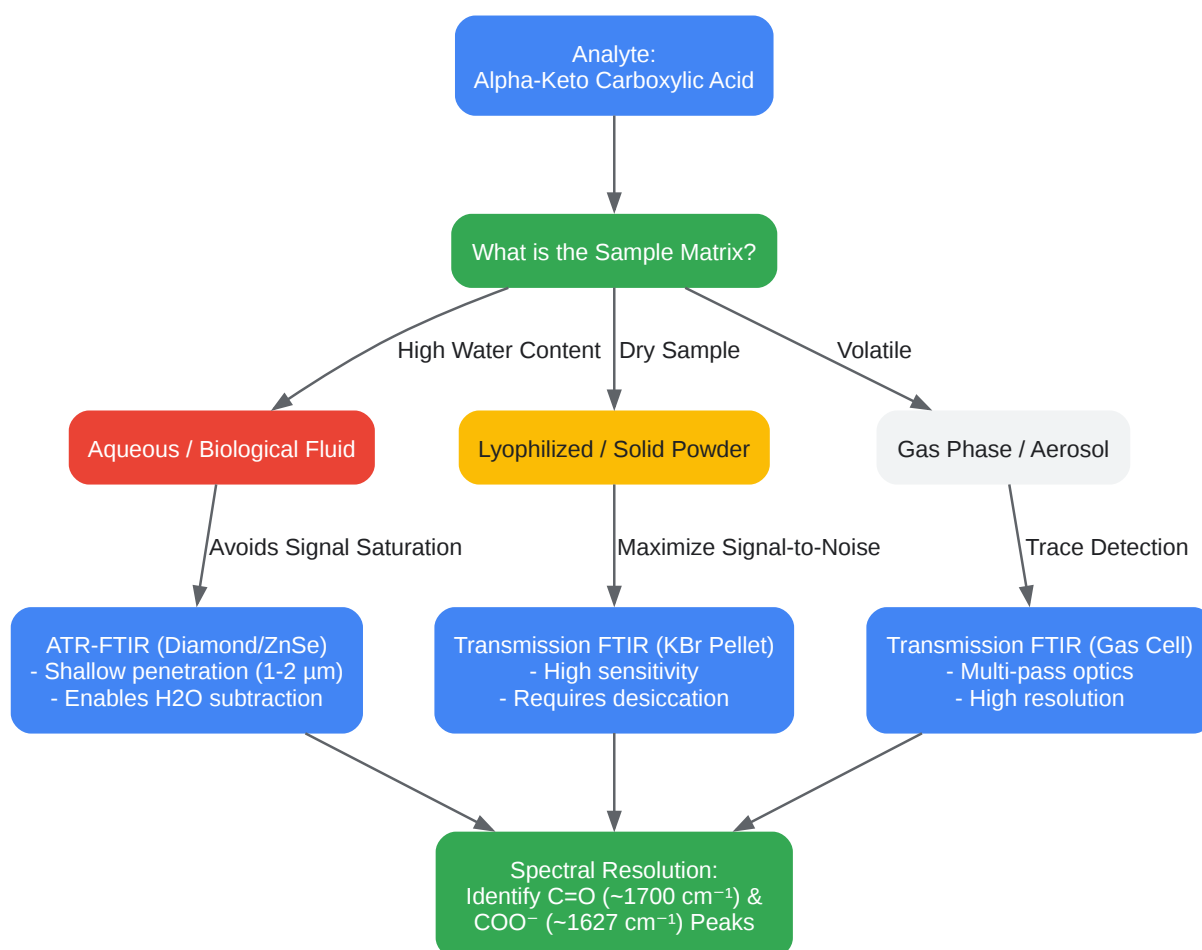 Analyte:
Alpha-Keto Carboxylic Acid
What is the Sample Matrix?
High Water Content
Dry Sample
Volatile
Aqueous / Biological Fluid
Lyophilized / Solid Powder
Gas Phase / Aerosol
Avoids Signal Saturation
Maximize Signal-to-Noise
Trace Detection
ATR-FTIR (Diamond/ZnSe)
- Shallow penetration (1-2 µm)
- Enables H2O subtraction
Transmission FTIR (KBr Pellet)
- High sensitivity
- Requires desiccation
Transmission FTIR (Gas Cell)
- Multi-pass optics
- High resolution
Spectral Resolution:
Identify C=O (~1700 cm⁻¹) &
COO⁻ (~1627 cm⁻¹) Peaks